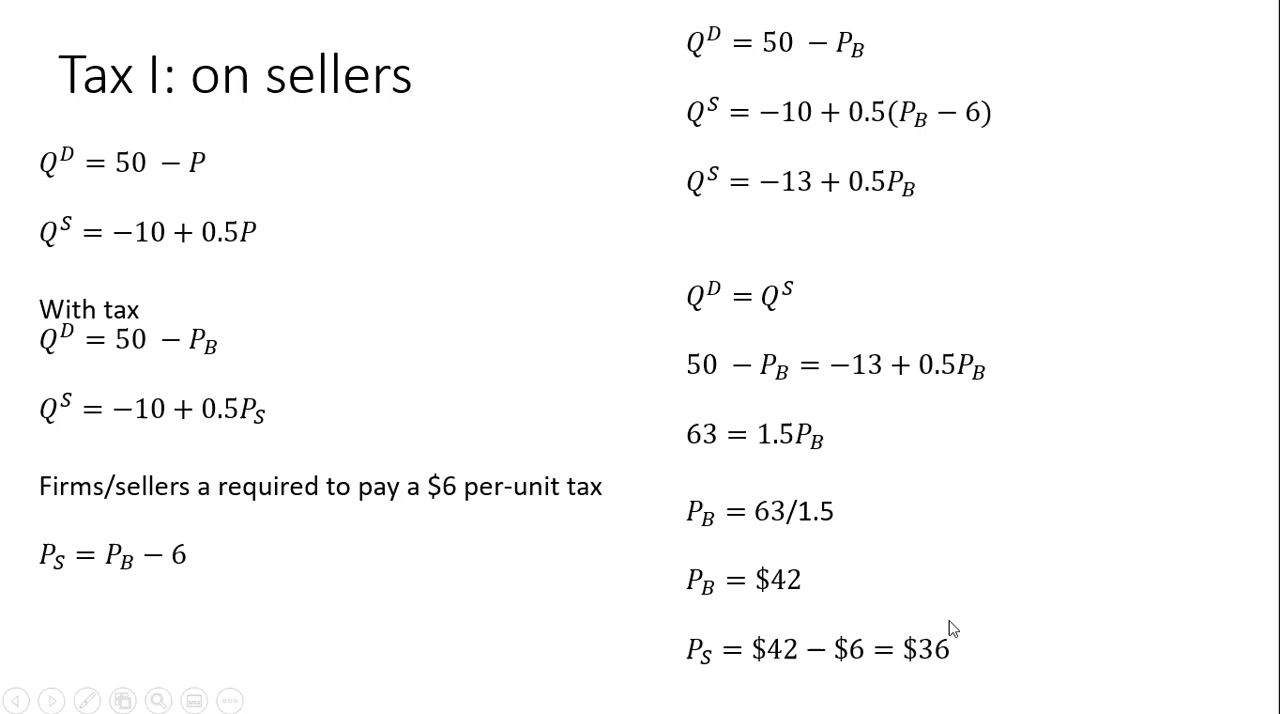 Tax I: on sellers
Q^D = 50 − P
Q^S = −10 + 0.5P
With tax
Q^D = 50 − P_B
Q^S = −10 + 0.5P_S
Firms/sellers a required to pay a $6 per-unit tax
P_S = P_B − 6
Q^D = 50 − P_B
Q^S = −10 + 0.5(P_B − 6)
Q^S = −13 + 0.5P_B
Q^D = Q^S
50 − P_B = −13 + 0.5P_B
63 = 1.5P_B
P_B = 63/1.5
P_B = $42
P_S = $42 − $6 = $36